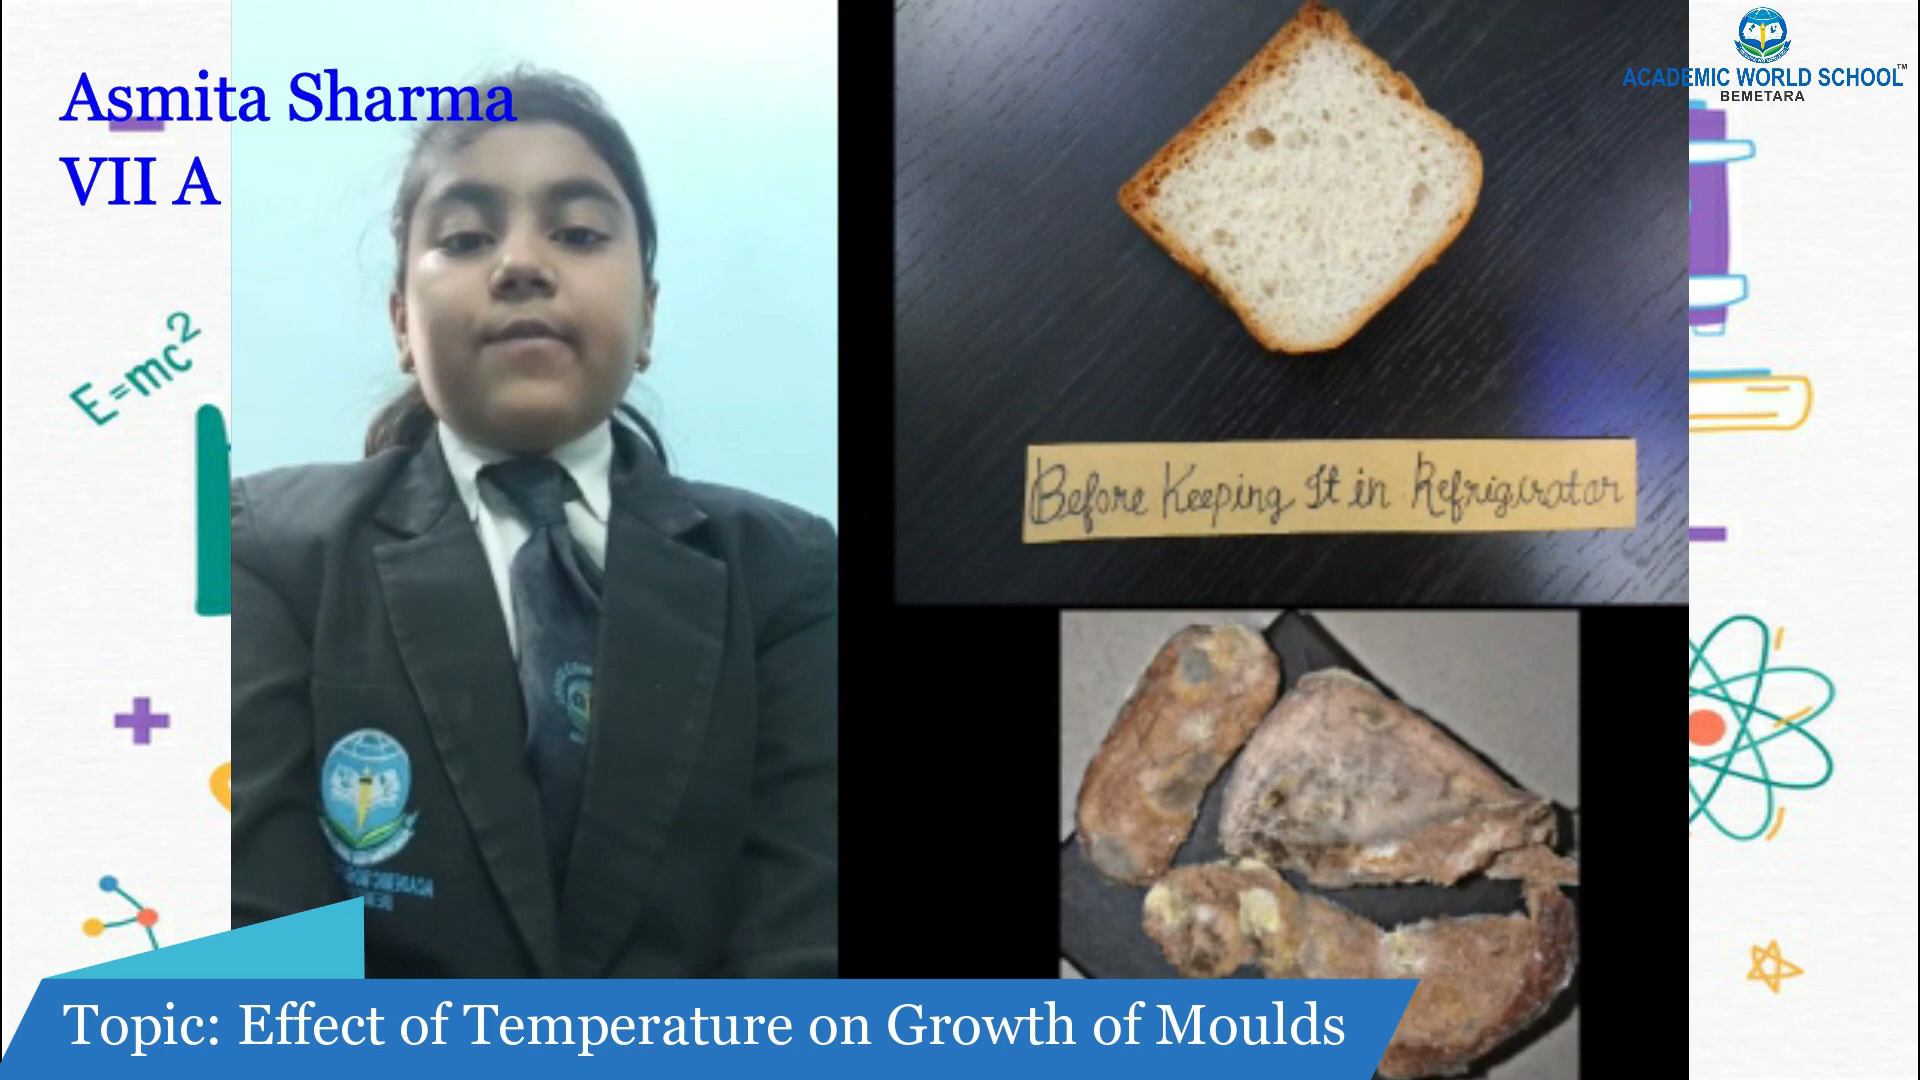 Asmita Sharma
VII A
ACADEMIC WORLD SCHOOL™
BEMETARA
E=mc²
Before Keeping It in Refrigirator
Topic: Effect of Temperature on Growth of Moulds